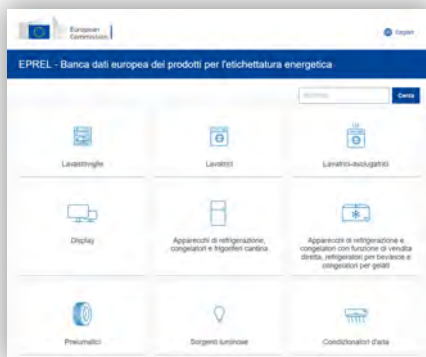 European
Commission
English
EPREL - Banca dati europea dei prodotti per l'etichettatura energetica
Cerca
Lavastoviglie
Lavatrici
Lavatrici-asciugatrici
Display
Apparecchi di refrigerazione,
congelatori e frigoriferi cantina
Apparecchi di refrigerazione e
congelatori con funzione di vendita
diretta, refrigeratori per bevande e
congelatori per gelati
Pneumatici
Sorgenti luminose
Condizionatori d'aria